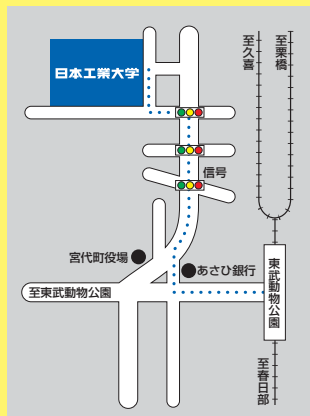 日本工業大学
至久喜
至栗橋
信号
宮代町役場
あさひ銀行
至東武動物公園
東武動物公園
至春日部